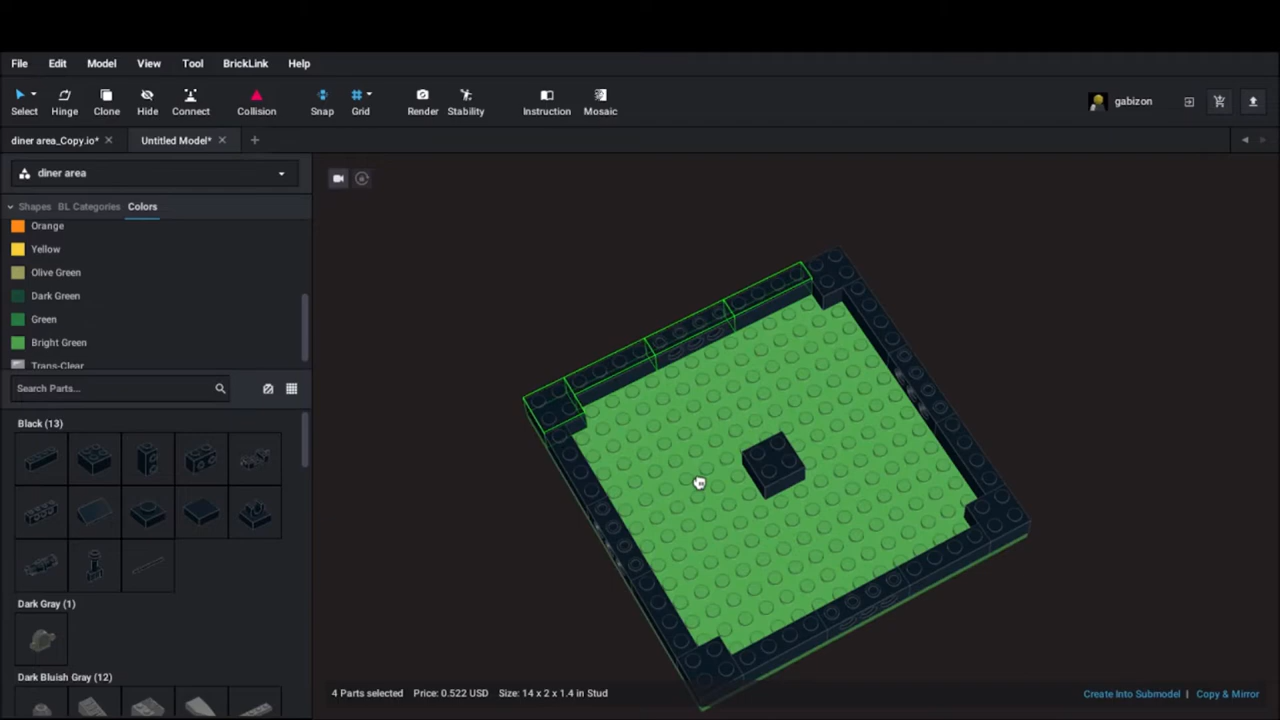 File Edit Model View Tool BrickLink Help
Select Hinge Clone Hide Connect Collision Snap Grid Render Stability Instruction Mosaic gabizon
diner area_Copy.io* Untitled Model*
diner area
Shapes BL Categories Colors
Orange
Yellow
Olive Green
Dark Green
Green
Bright Green
Trans-Clear
Search Parts...
Black (13)
Dark Gray (1)
Dark Bluish Gray (12)
4 Parts selected Price: 0.522 USD Size: 14 x 2 x 1.4 in Stud Create Into Submodel | Copy & Mirror